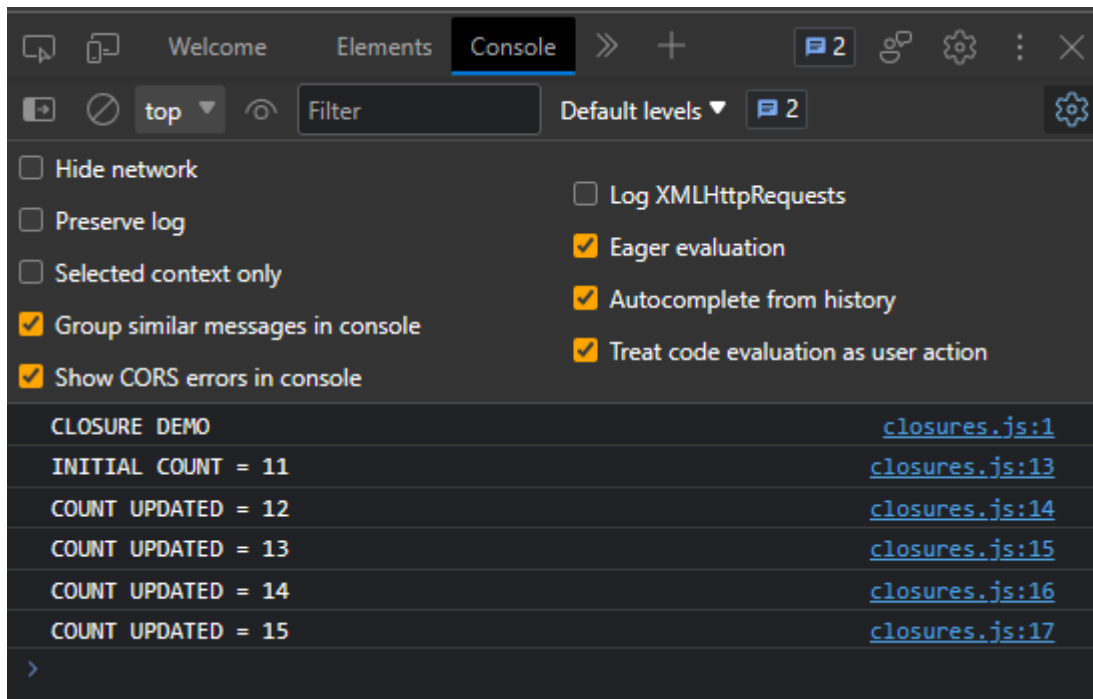 Welcome Elements Console 2
top Filter Default levels 2
Hide network
Preserve log
Selected context only
Group similar messages in console
Show CORS errors in console
Log XMLHttpRequests
Eager evaluation
Autocomplete from history
Treat code evaluation as user action
CLOSURE DEMO closures.js:1
INITIAL COUNT = 11 closures.js:13
COUNT UPDATED = 12 closures.js:14
COUNT UPDATED = 13 closures.js:15
COUNT UPDATED = 14 closures.js:16
COUNT UPDATED = 15 closures.js:17